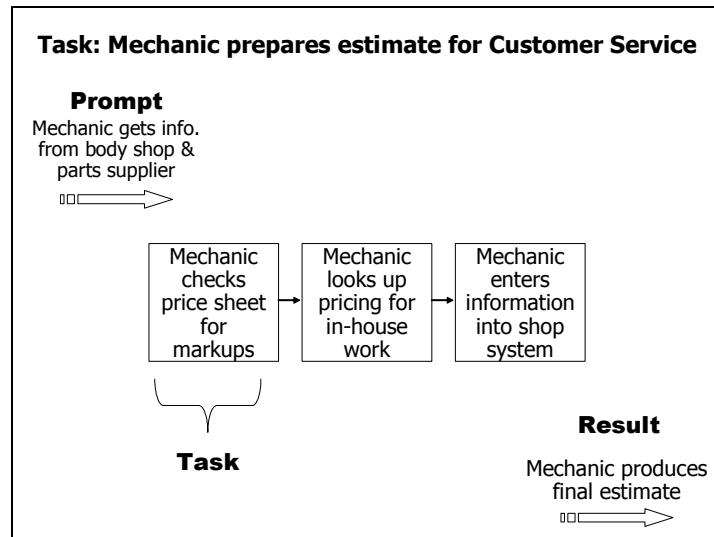 Task: Mechanic prepares estimate for Customer Service
Prompt
Mechanic gets info.
from body shop &
parts supplier
Mechanic
checks
price sheet
for
markups
Mechanic
looks up
pricing for
in-house
work
Mechanic
enters
information
into shop
system
Task
Result
Mechanic produces
final estimate